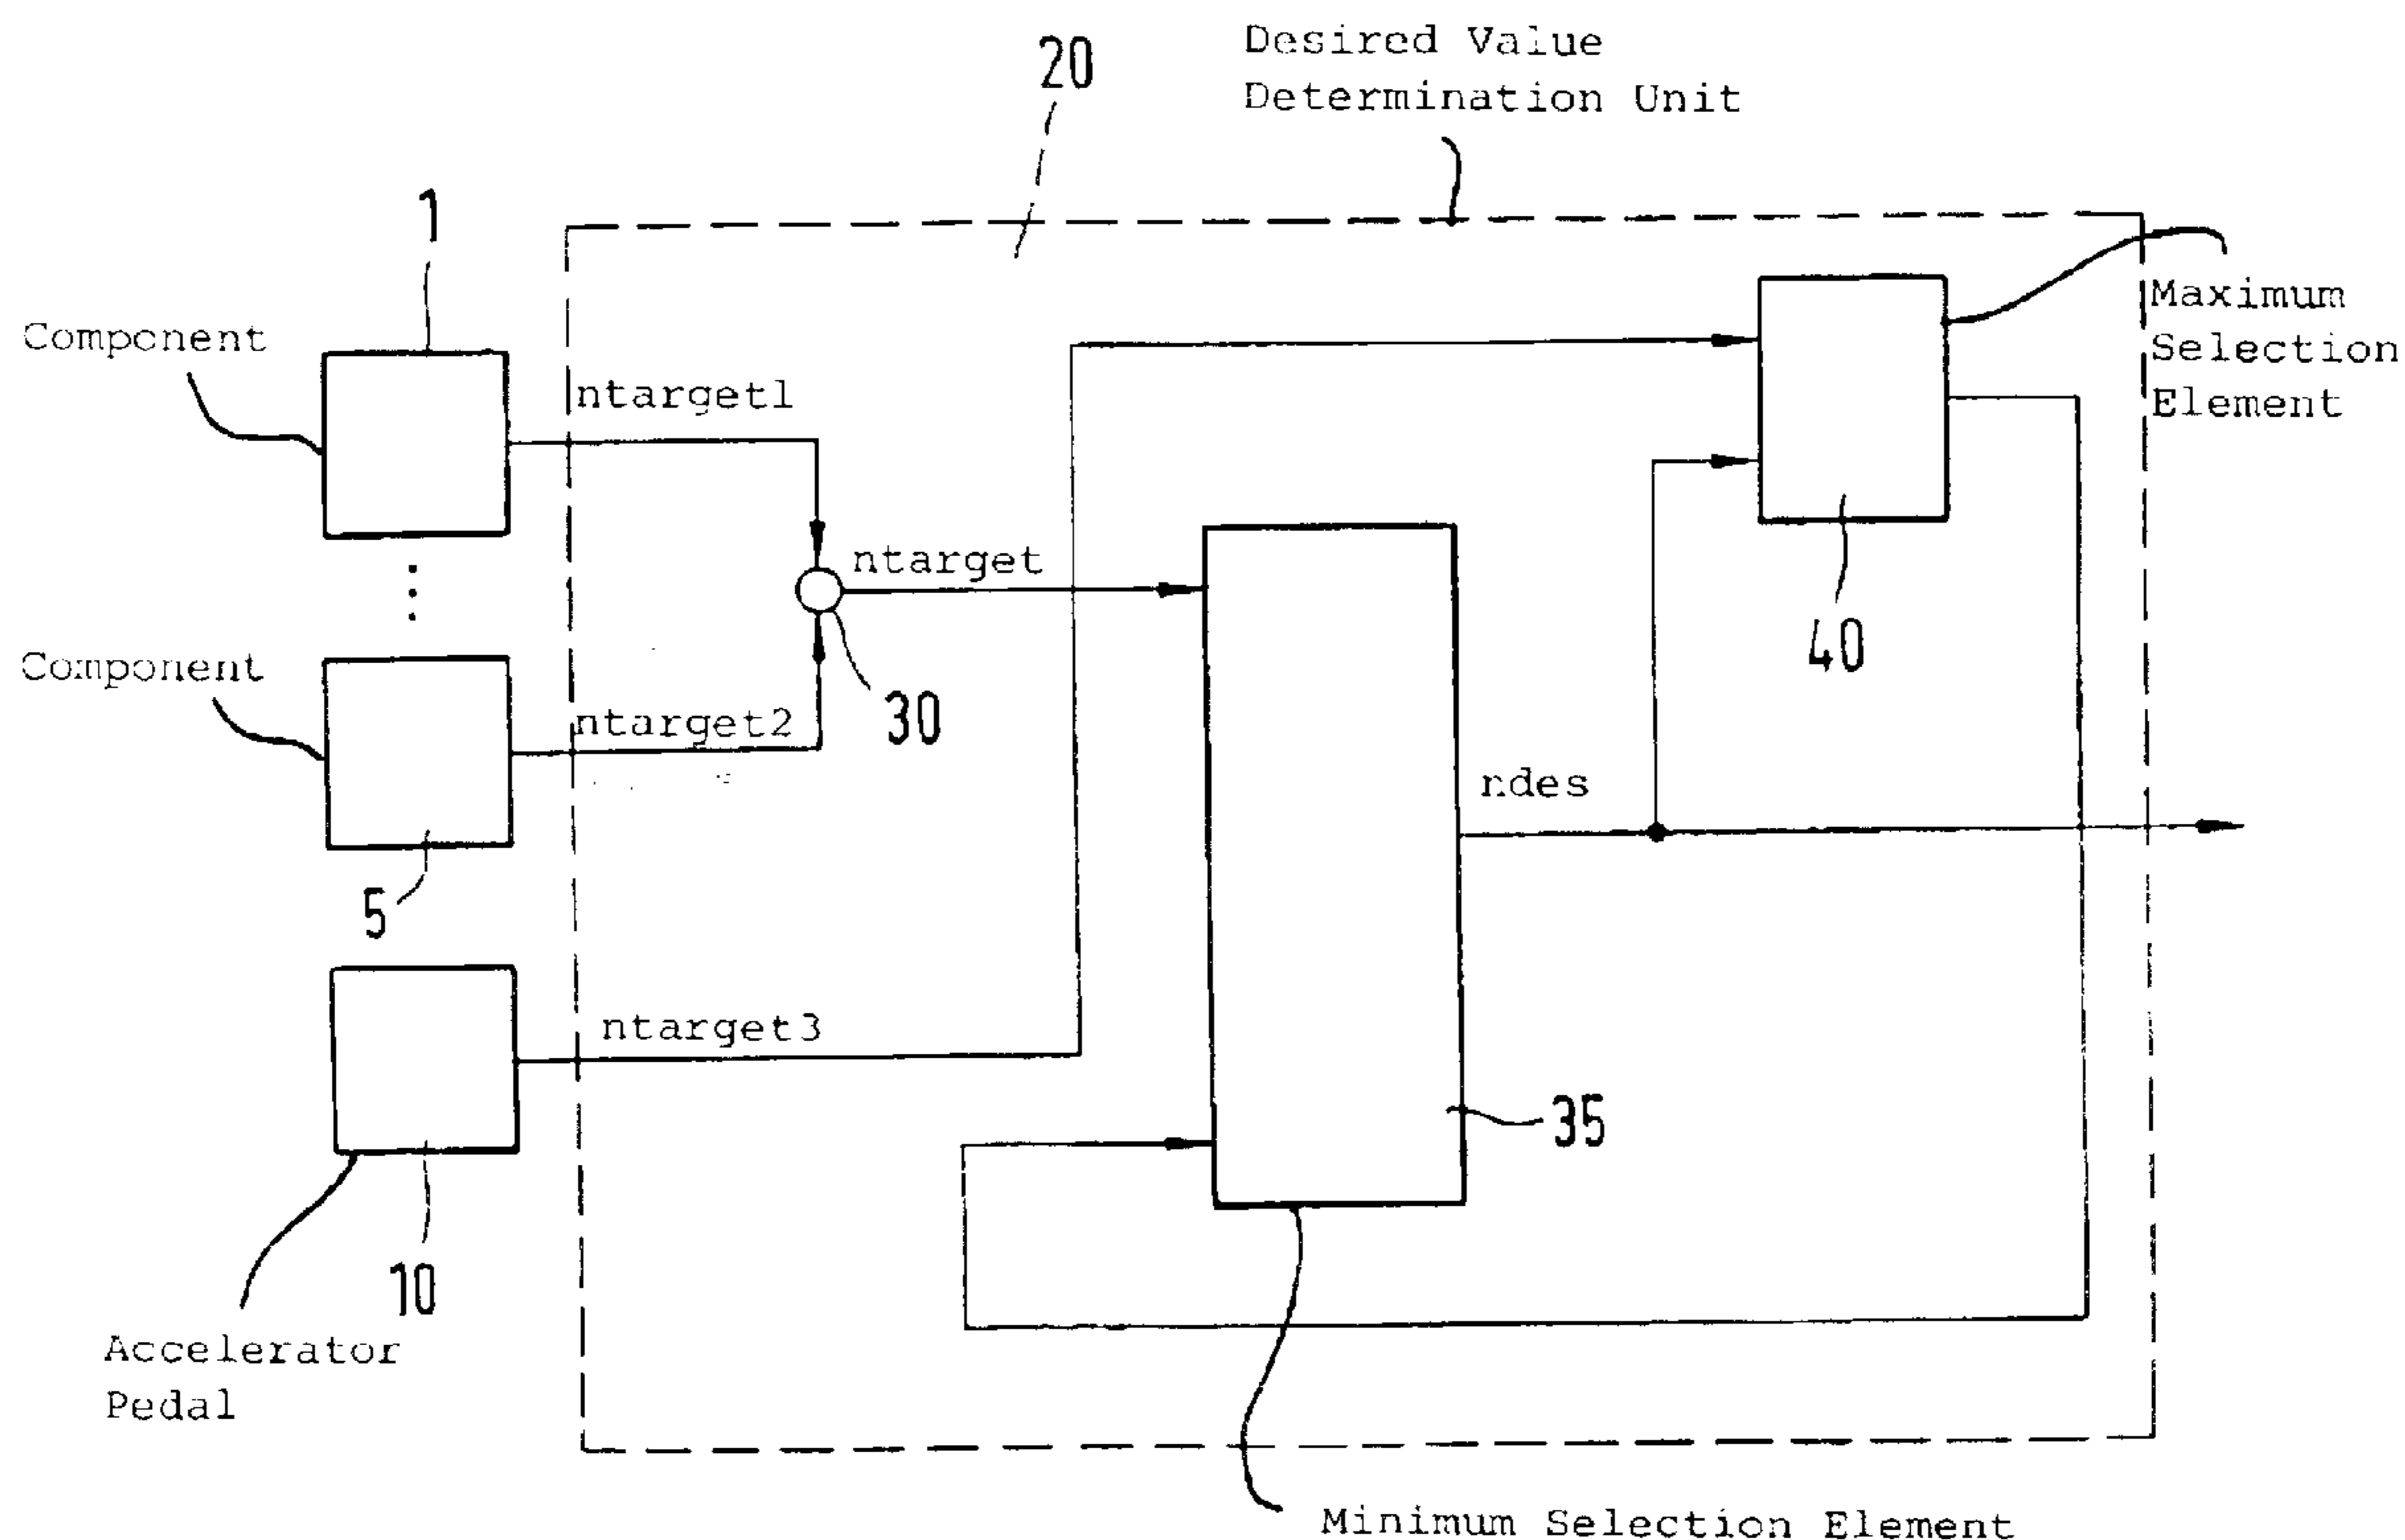 Desired Value
Determination Unit
20
1
Component
ntarget1
Maximum
Selection
Element
ntarget
40
Component
ntarget2
30
ndes
5
ntarget3
35
10
Accelerator
Pedal
Minimum Selection Element